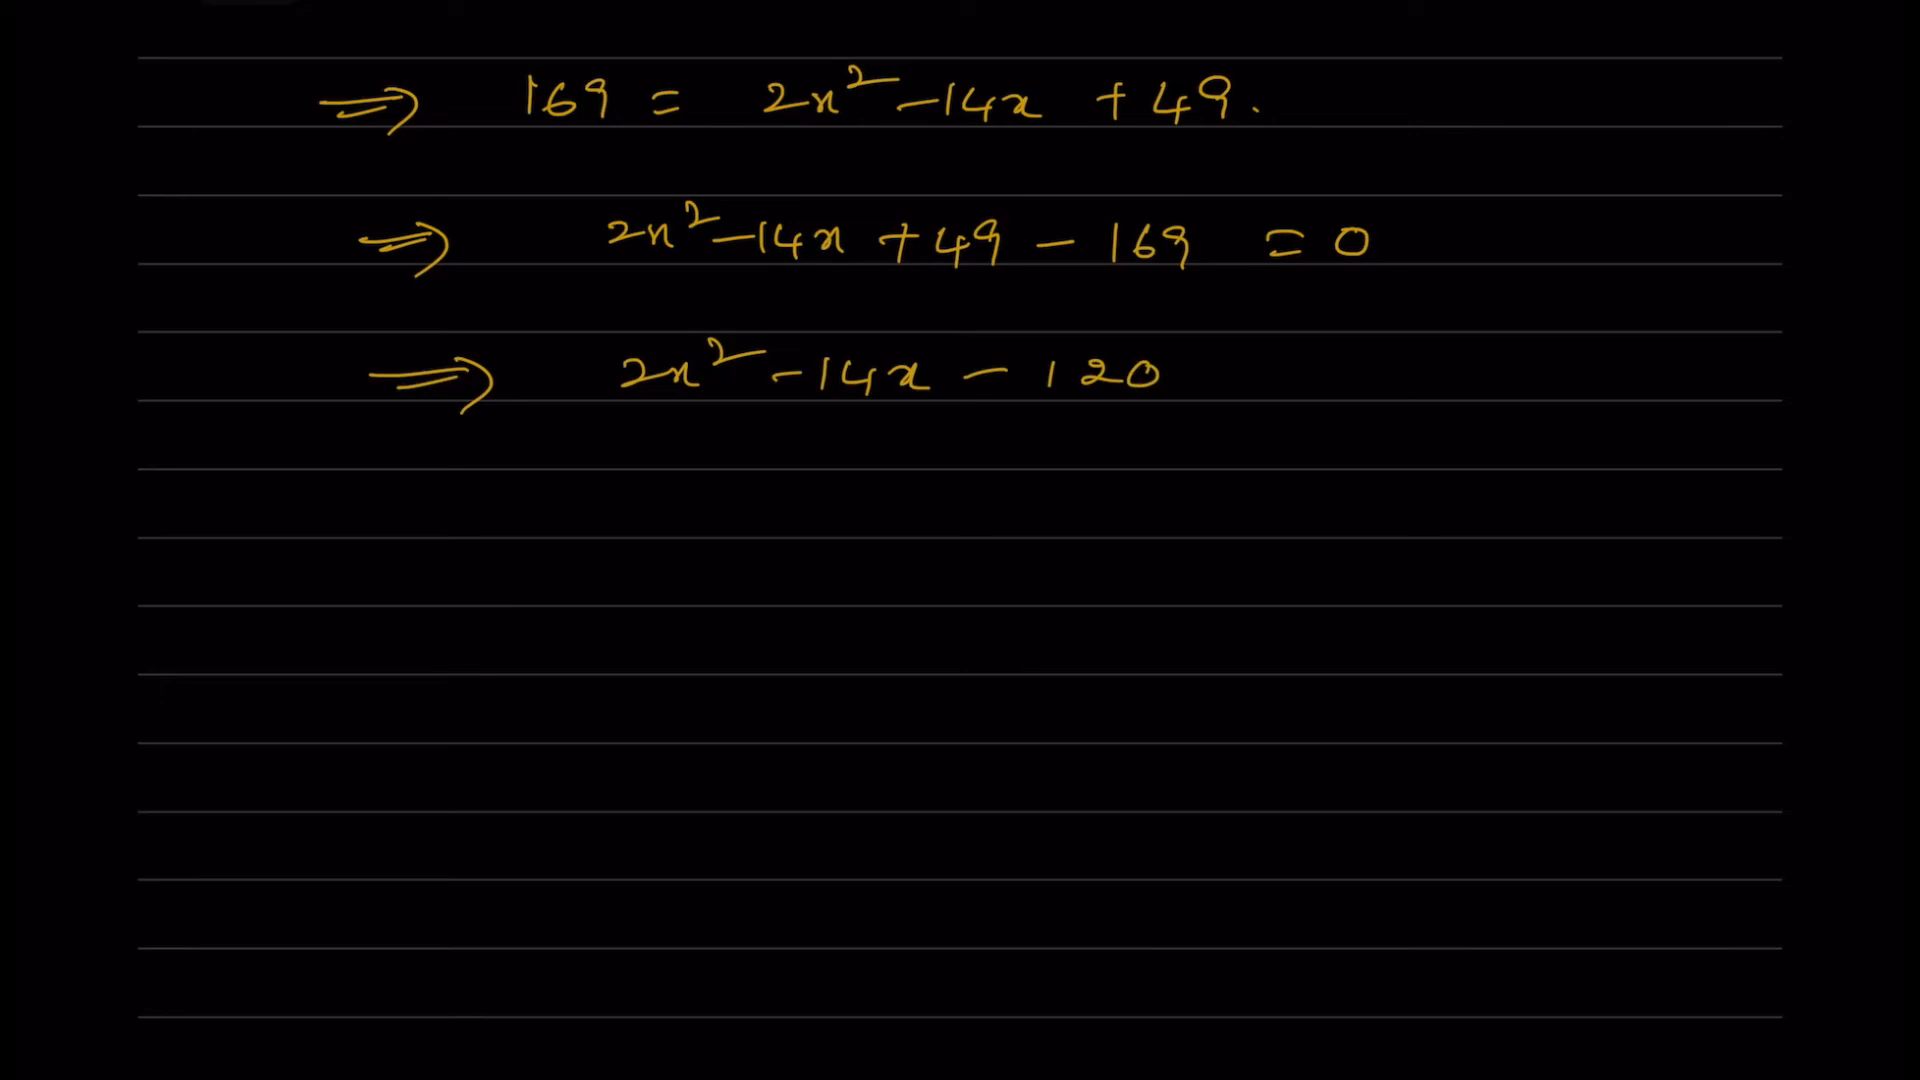 ⇒ 169 = 2x² - 14x + 49.
⇒ 2x² - 14x + 49 - 169 = 0
⇒ 2x² - 14x - 120